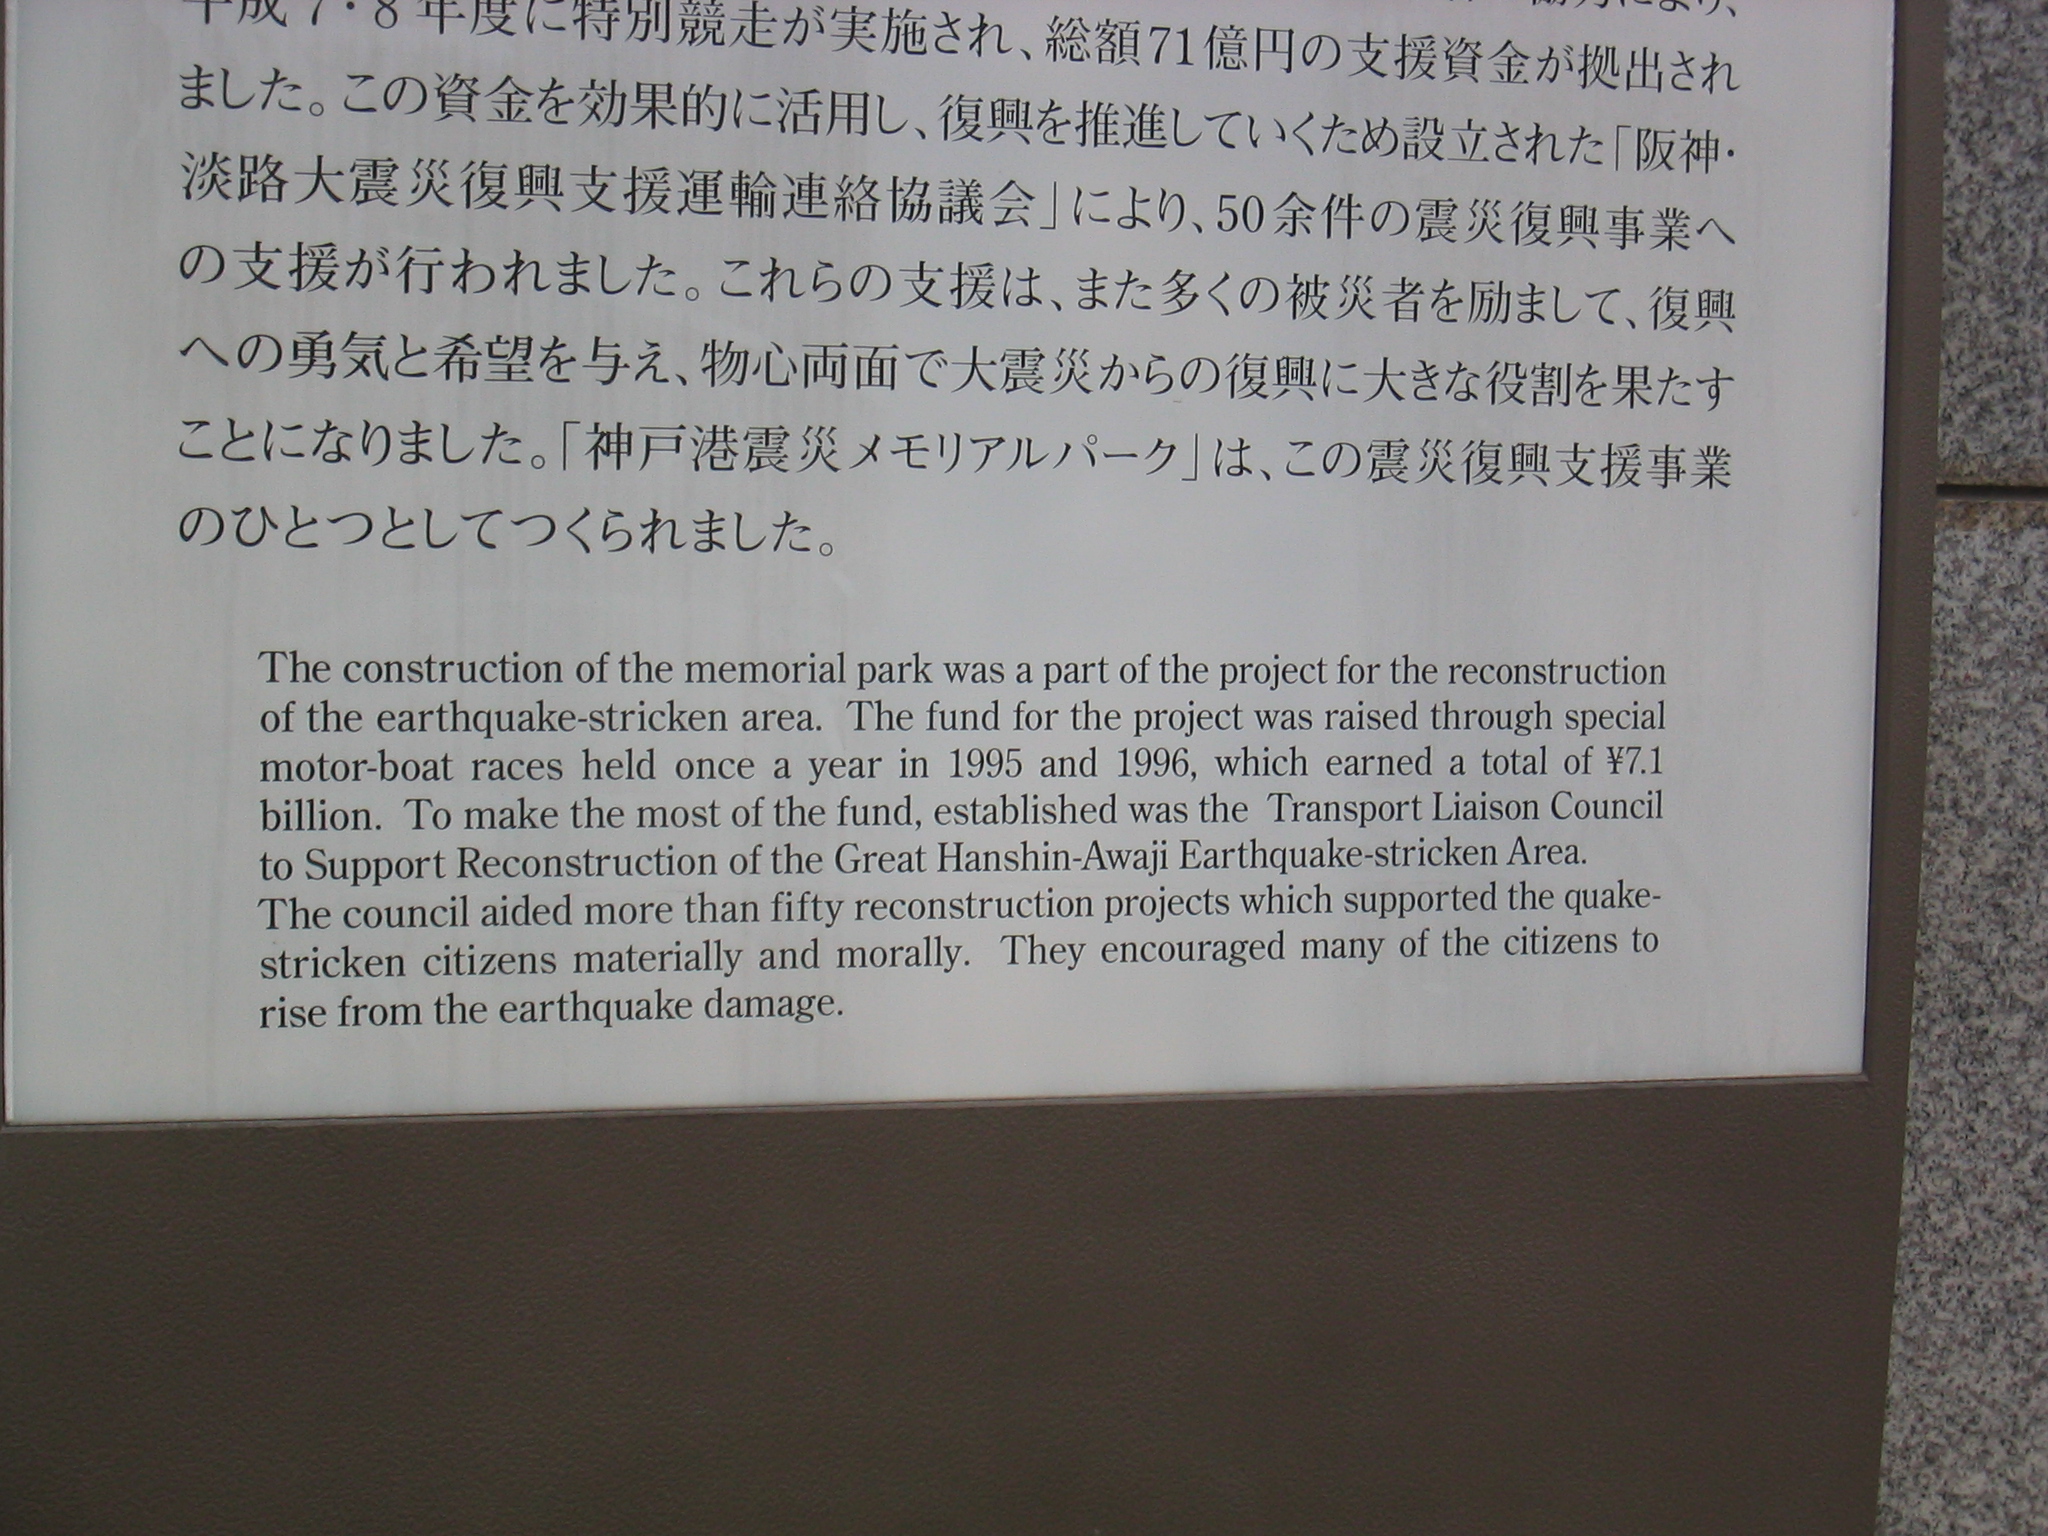 平成7・8年度に特別競走が実施され、総額71億円の支援資金が拠出され
ました。この資金を効果的に活用し、復興を推進していくため設立された「阪神・
淡路大震災復興支援運輸連絡協議会」により、50余件の震災復興事業へ
の支援が行われました。これらの支援は、また多くの被災者を励まして、復興
への勇気と希望を与え、物心両面で大震災からの復興に大きな役割を果たす
ことになりました。「神戸港震災メモリアルパーク」は、この震災復興支援事業
のひとつとしてつくられました。
The construction of the memorial park was a part of the project for the reconstruction
of the earthquake-stricken area. The fund for the project was raised through special
motor-boat races held once a year in 1995 and 1996, which earned a total of ¥7.1
billion. To make the most of the fund, established was the Transport Liaison Council
to Support Reconstruction of the Great Hanshin-Awaji Earthquake-stricken Area.
The council aided more than fifty reconstruction projects which supported the quake-
stricken citizens materially and morally. They encouraged many of the citizens to
rise from the earthquake damage.